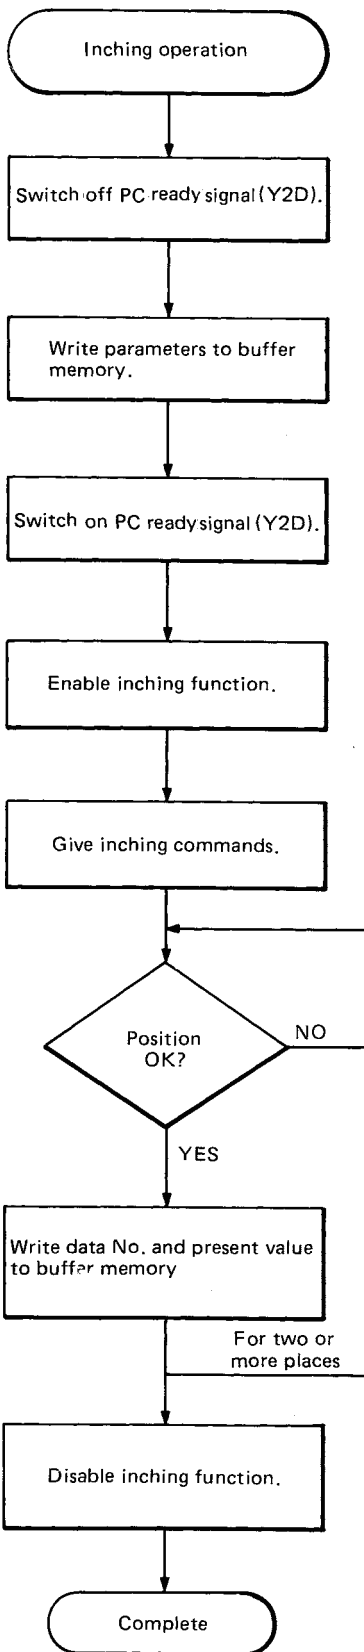 Inching operation
Switch off PC ready signal (Y2D).
Write parameters to buffer
memory.
Switch on PC ready signal (Y2D).
Enable inching function.
Give inching commands.
Position
OK?
NO
YES
Write data No. and present value
to buffer memory
For two or
more places
Disable inching function.
Complete